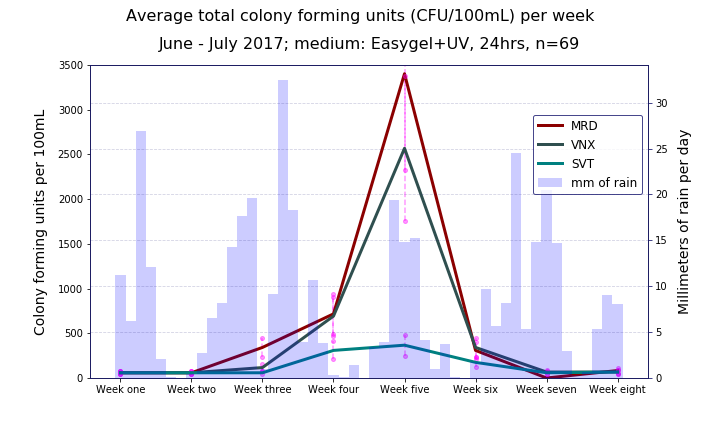 Average total colony forming units (CFU/100mL) per week
June - July 2017; medium: Easygel+UV, 24hrs, n=69
Colony forming units per 100mL
3500
3000
2500
2000
1500
1000
500
0
Week one Week two Week three Week four Week five Week six Week seven Week eight
30
25
20
15
10
5
0
Millimeters of rain per day
MRD
VNX
SVT
mm of rain